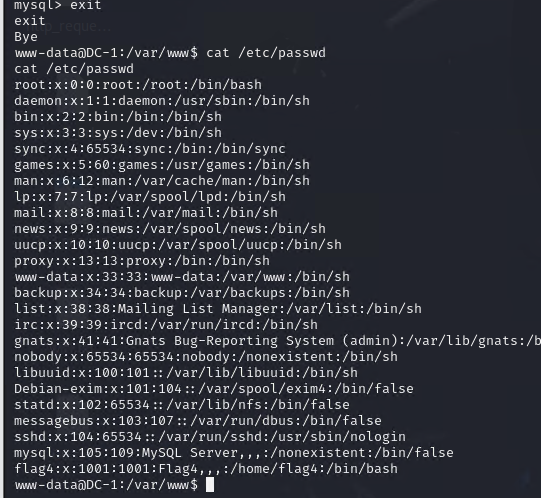 mysql> exit
exit
Bye
www-data@DC-1:/var/www$ cat /etc/passwd
cat /etc/passwd
root:x:0:0:root:/root:/bin/bash
daemon:x:1:1:daemon:/usr/sbin:/bin/sh
bin:x:2:2:bin:/bin:/bin/sh
sys:x:3:3:sys:/dev:/bin/sh
sync:x:4:65534:sync:/bin:/bin/sync
games:x:5:60:games:/usr/games:/bin/sh
man:x:6:12:man:/var/cache/man:/bin/sh
lp:x:7:7:lp:/var/spool/lpd:/bin/sh
mail:x:8:8:mail:/var/mail:/bin/sh
news:x:9:9:news:/var/spool/news:/bin/sh
uucp:x:10:10:uucp:/var/spool/uucp:/bin/sh
proxy:x:13:13:proxy:/bin:/bin/sh
www-data:x:33:33:www-data:/var/www:/bin/sh
backup:x:34:34:backup:/var/backups:/bin/sh
list:x:38:38:Mailing List Manager:/var/list:/bin/sh
irc:x:39:39:ircd:/var/run/ircd:/bin/sh
gnats:x:41:41:Gnats Bug-Reporting System (admin):/var/lib/gnats:/b
nobody:x:65534:65534:nobody:/nonexistent:/bin/sh
libuuid:x:100:101::/var/lib/libuuid:/bin/sh
Debian-exim:x:101:104::/var/spool/exim4:/bin/false
statd:x:102:65534::/var/lib/nfs:/bin/false
messagebus:x:103:107::/var/run/dbus:/bin/false
sshd:x:104:65534::/var/run/sshd:/usr/sbin/nologin
mysql:x:105:109:MySQL Server,,,:/nonexistent:/bin/false
flag4:x:1001:1001:Flag4,,,:/home/flag4:/bin/bash
www-data@DC-1:/var/www$